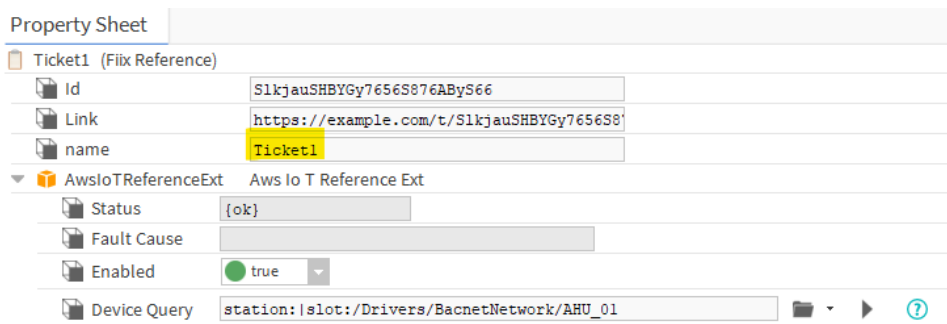 Property Sheet
Ticket1 (Fiix Reference)
Id SlkjauSHBYGy7656S876AByS66
Link https://example.com/t/SlkjauSHBYGy7656S8
name Ticket1
AwsIoTReferenceExt Aws Io T Reference Ext
Status {ok}
Fault Cause
Enabled true
Device Query station:|slot:/Drivers/BacnetNetwork/AHU_01